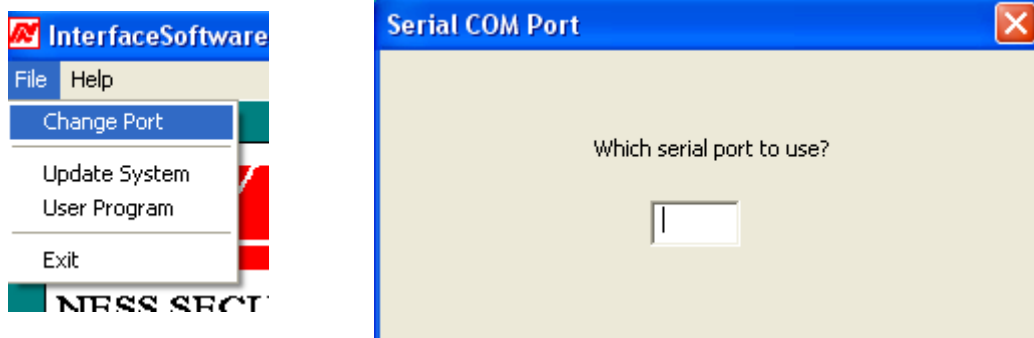 InterfaceSoftware
File Help
Change Port
Update System
User Program
Exit
Serial COM Port
Which serial port to use?